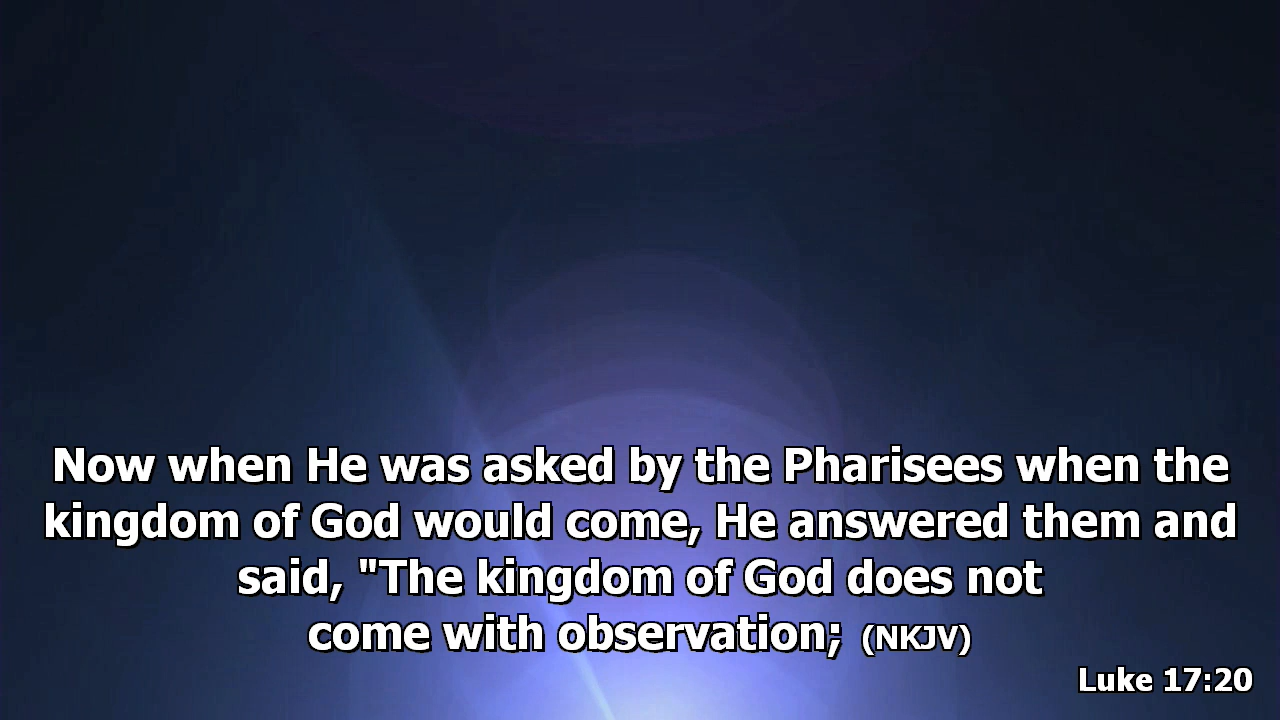 Now when He was asked by the Pharisees when the
kingdom of God would come, He answered them and
said, "The kingdom of God does not
come with observation; (NKJV)
Luke 17:20